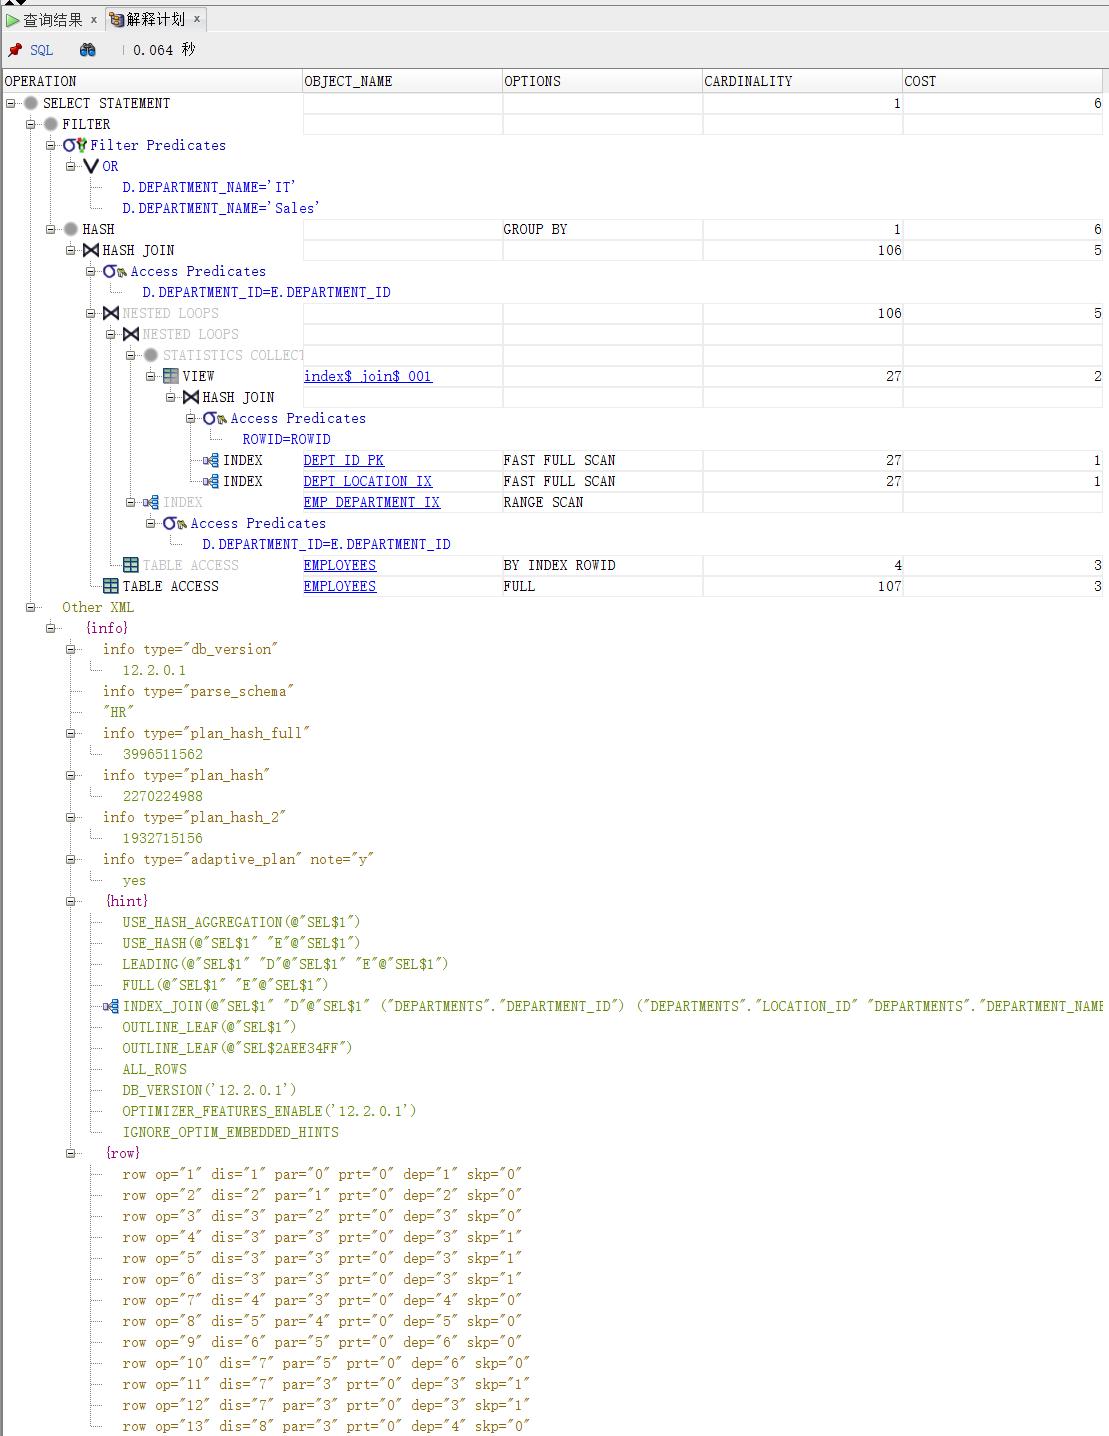 查询结果 x 解释计划 x
SQL 0.064 秒
OPERATION OBJECT_NAME OPTIONS CARDINALITY COST
SELECT STATEMENT 1 6
FILTER
Filter Predicates
OR
D.DEPARTMENT_NAME='IT'
D.DEPARTMENT_NAME='Sales'
HASH GROUP BY 1 6
HASH JOIN 106 5
Access Predicates
D.DEPARTMENT_ID=E.DEPARTMENT_ID
NESTED LOOPS 106 5
NESTED LOOPS
STATISTICS COLLECT
VIEW index$_join$_001 27 2
HASH JOIN
Access Predicates
ROWID=ROWID
INDEX DEPT_ID_PK FAST FULL SCAN 27 1
INDEX DEPT_LOCATION_IX FAST FULL SCAN 27 1
INDEX EMP_DEPARTMENT_IX RANGE SCAN
Access Predicates
D.DEPARTMENT_ID=E.DEPARTMENT_ID
TABLE ACCESS EMPLOYEES BY INDEX ROWID 4 3
TABLE ACCESS EMPLOYEES FULL 107 3
Other XML
{info}
info type="db_version"
12.2.0.1
info type="parse_schema"
"HR"
info type="plan_hash_full"
3996511562
info type="plan_hash"
2270224988
info type="plan_hash_2"
1932715156
info type="adaptive_plan" note="y"
yes
{hint}
USE_HASH_AGGREGATION(@"SEL$1")
USE_HASH(@"SEL$1" "E"@"SEL$1")
LEADING(@"SEL$1" "D"@"SEL$1" "E"@"SEL$1")
FULL(@"SEL$1" "E"@"SEL$1")
INDEX_JOIN(@"SEL$1" "D"@"SEL$1" ("DEPARTMENTS"."DEPARTMENT_ID") ("DEPARTMENTS"."LOCATION_ID" "DEPARTMENTS"."DEPARTMENT_NAME
OUTLINE_LEAF(@"SEL$1")
OUTLINE_LEAF(@"SEL$2AEE34FF")
ALL_ROWS
DB_VERSION('12.2.0.1')
OPTIMIZER_FEATURES_ENABLE('12.2.0.1')
IGNORE_OPTIM_EMBEDDED_HINTS
{row}
row op="1" dis="1" par="0" prt="0" dep="1" skp="0"
row op="2" dis="2" par="1" prt="0" dep="2" skp="0"
row op="3" dis="3" par="2" prt="0" dep="3" skp="0"
row op="4" dis="3" par="3" prt="0" dep="3" skp="1"
row op="5" dis="3" par="3" prt="0" dep="3" skp="1"
row op="6" dis="3" par="3" prt="0" dep="3" skp="1"
row op="7" dis="4" par="3" prt="0" dep="4" skp="0"
row op="8" dis="5" par="4" prt="0" dep="5" skp="0"
row op="9" dis="6" par="5" prt="0" dep="6" skp="0"
row op="10" dis="7" par="5" prt="0" dep="6" skp="0"
row op="11" dis="7" par="3" prt="0" dep="3" skp="1"
row op="12" dis="7" par="3" prt="0" dep="3" skp="1"
row op="13" dis="8" par="3" prt="0" dep="4" skp="0"